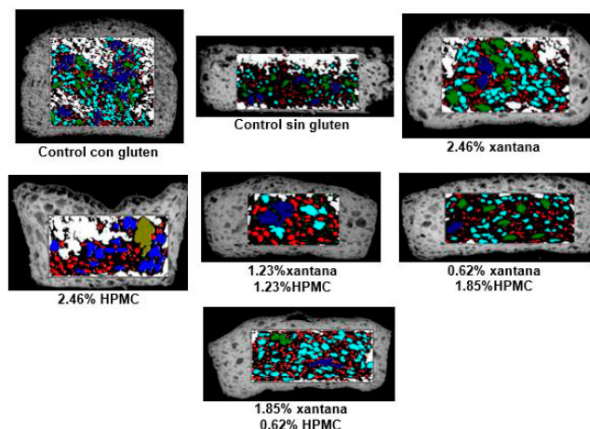 Control con gluten
Control sin gluten
2.46% xantana
2.46% HPMC
1.23%xantana
1.23%HPMC
0.62% xantana
1.85%HPMC
1.85% xantana
0.62% HPMC